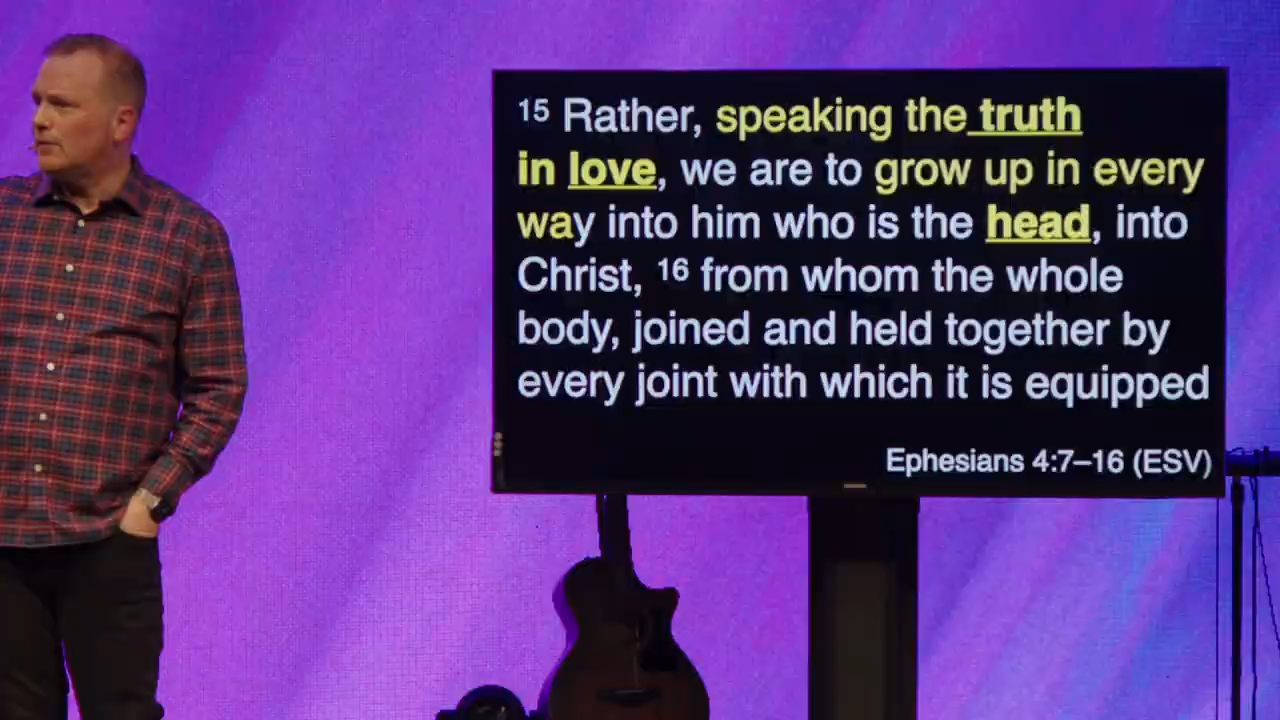 15 Rather, speaking the truth
in love, we are to grow up in every
way into him who is the head, into
Christ, 16 from whom the whole
body, joined and held together by
every joint with which it is equipped
Ephesians 4:7–16 (ESV)